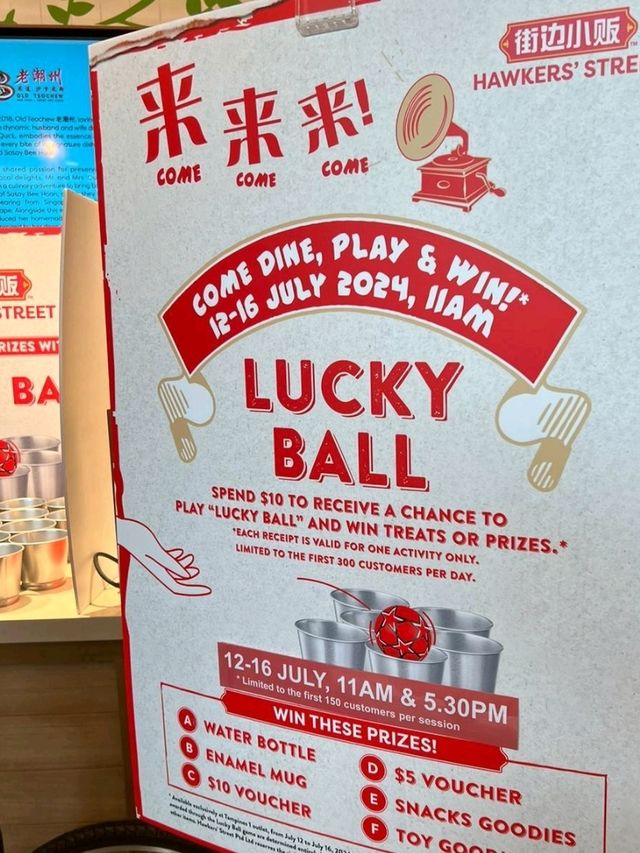 老潮州
OLD TEOCHEW
街边小贩
HAWKERS' STRE
来 来 来!
COME COME COME
COME DINE, PLAY & WIN!*
12-16 JULY 2024, 11AM
LUCKY
BALL
SPEND $10 TO RECEIVE A CHANCE TO
PLAY "LUCKY BALL" AND WIN TREATS OR PRIZES.*
*EACH RECEIPT IS VALID FOR ONE ACTIVITY ONLY.
LIMITED TO THE FIRST 300 CUSTOMERS PER DAY.
12-16 JULY, 11AM & 5.30PM
*Limited to the first 150 customers per session
WIN THESE PRIZES!
A WATER BOTTLE
B ENAMEL MUG
C $10 VOUCHER
D $5 VOUCHER
E SNACKS GOODIES
F TOY GOOD
贩
STREET
RIZES WI
BA